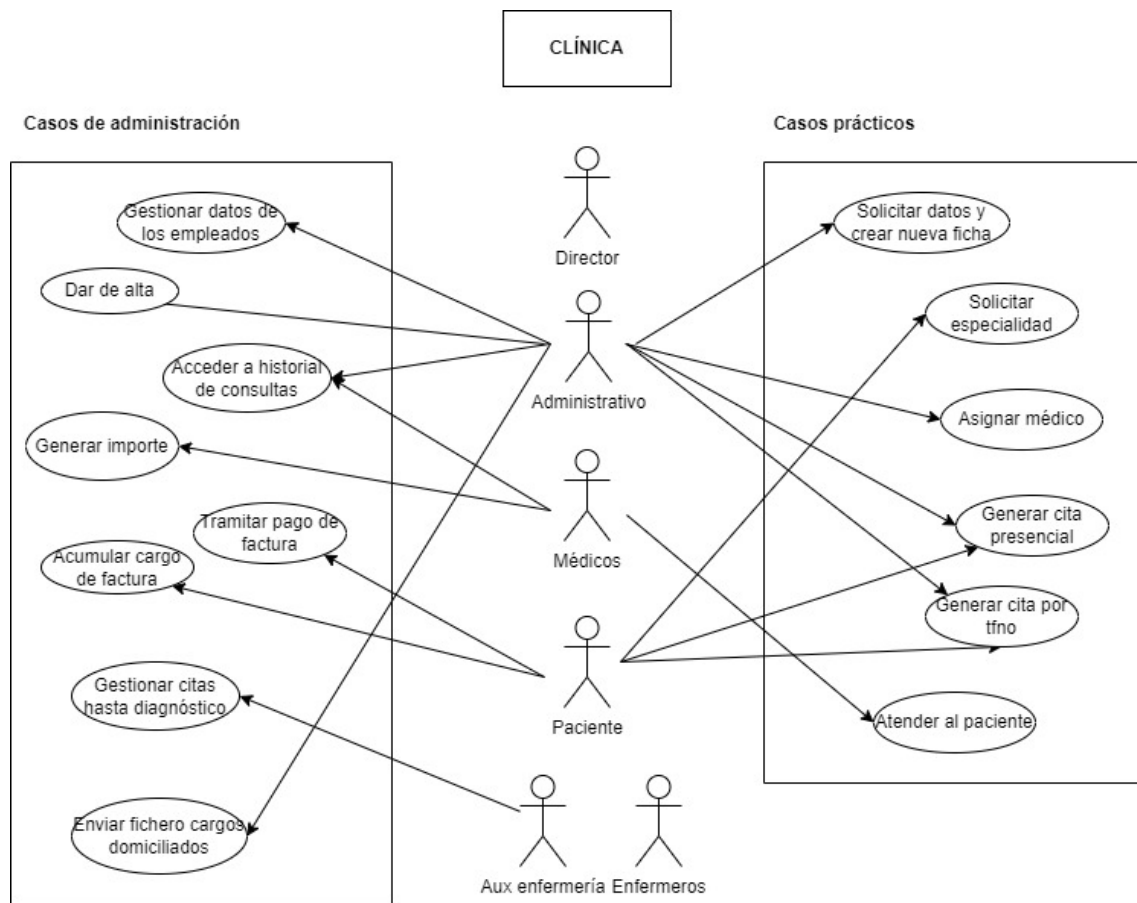 CLÍNICA
Casos de administración
Casos prácticos
Gestionar datos de
los empleados
Dar de alta
Acceder a historial
de consultas
Generar importe
Tramitar pago de
factura
Acumular cargo
de factura
Gestionar citas
hasta diagnóstico
Enviar fichero cargos
domiciliados
Director
Administrativo
Médicos
Paciente
Aux enfermería
Enfermeros
Solicitar datos y
crear nueva ficha
Solicitar
especialidad
Asignar médico
Generar cita
presencial
Generar cita por
tfno
Atender al paciente